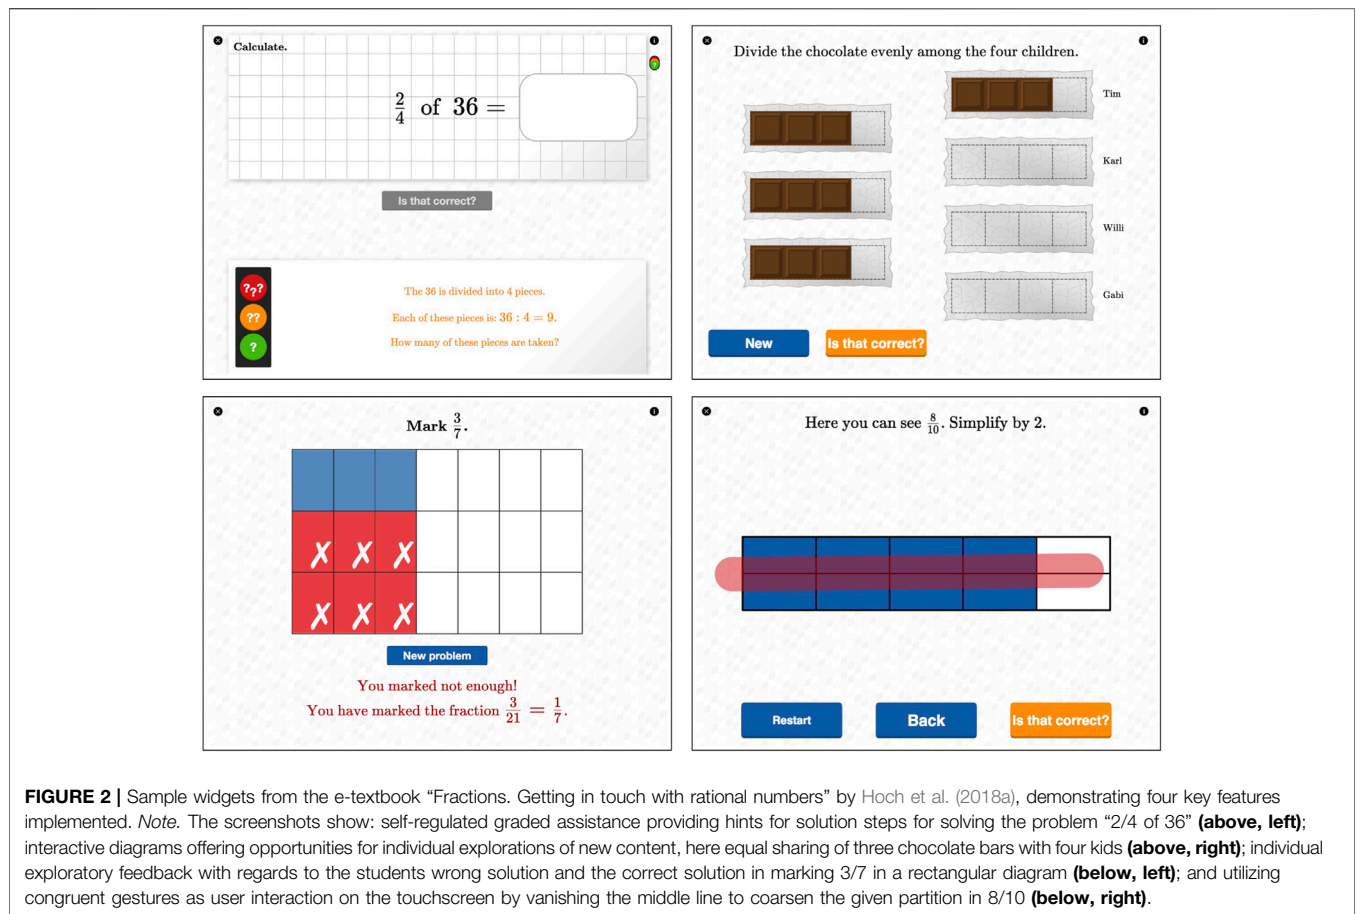 Calculate.
2/4 of 36 =
Is that correct?
???
??
?
The 36 is divided into 4 pieces.
Each of these pieces is: 36 : 4 = 9.
How many of these pieces are taken?
Divide the chocolate evenly among the four children.
Tim
Karl
Willi
Gabi
New
Is that correct?
Mark 3/7.
New problem
You marked not enough!
You have marked the fraction 3/21 = 1/7.
Here you can see 8/10. Simplify by 2.
Restart
Back
Is that correct?
FIGURE 2 | Sample widgets from the e-textbook “Fractions. Getting in touch with rational numbers” by Hoch et al. (2018a), demonstrating four key features
implemented. Note. The screenshots show: self-regulated graded assistance providing hints for solution steps for solving the problem “2/4 of 36” (above, left);
interactive diagrams offering opportunities for individual explorations of new content, here equal sharing of three chocolate bars with four kids (above, right); individual
exploratory feedback with regards to the students wrong solution and the correct solution in marking 3/7 in a rectangular diagram (below, left); and utilizing
congruent gestures as user interaction on the touchscreen by vanishing the middle line to coarsen the given partition in 8/10 (below, right).